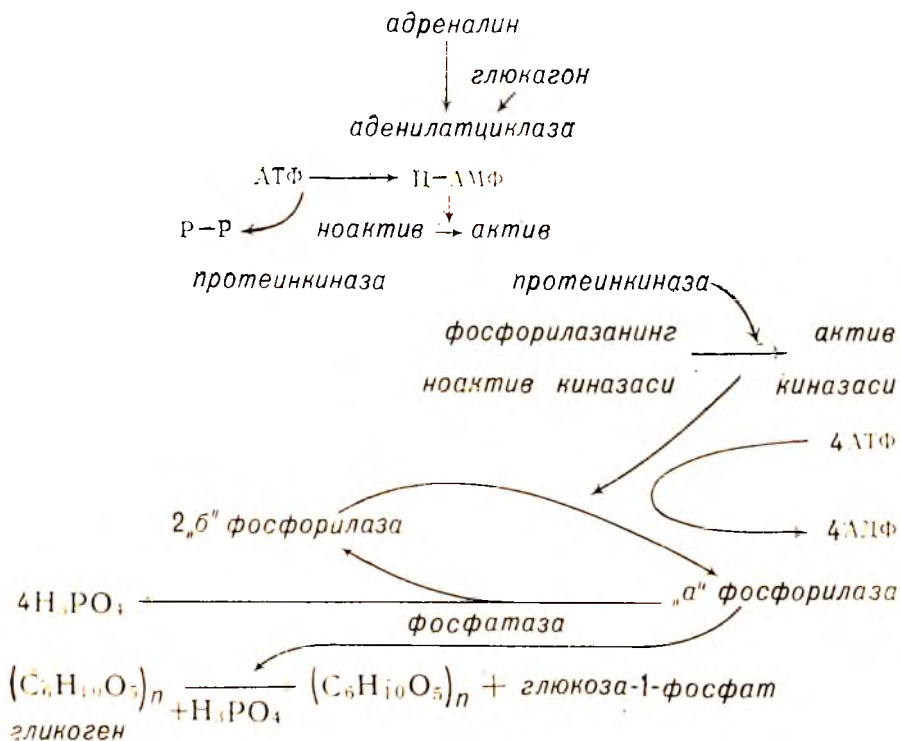 адреналин
глюкагон
аденилатциклаза
АТФ → Ц–АМФ
Р–Р ноактив → актив
протеинкиназа протеинкиназа
фосфорилазанинг актив
ноактив киназаси киназаси
4АТФ
2„б" фосфорилаза
4АДФ
4H₃PO₄ „а" фосфорилаза
фосфатаза
(C₆H₁₀O₅)n +H₃PO₄ (C₆H₁₀O₅)n + глюкоза-1-фосфат
гликоген